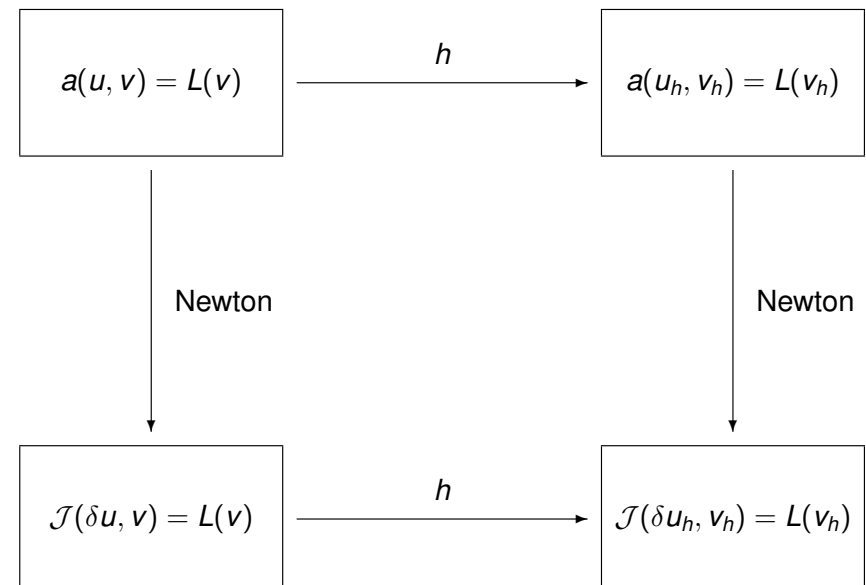 a(u, v) = L(v)
h
a(u_h, v_h) = L(v_h)
Newton
Newton
𝒥(δu, v) = L(v)
h
𝒥(δu_h, v_h) = L(v_h)